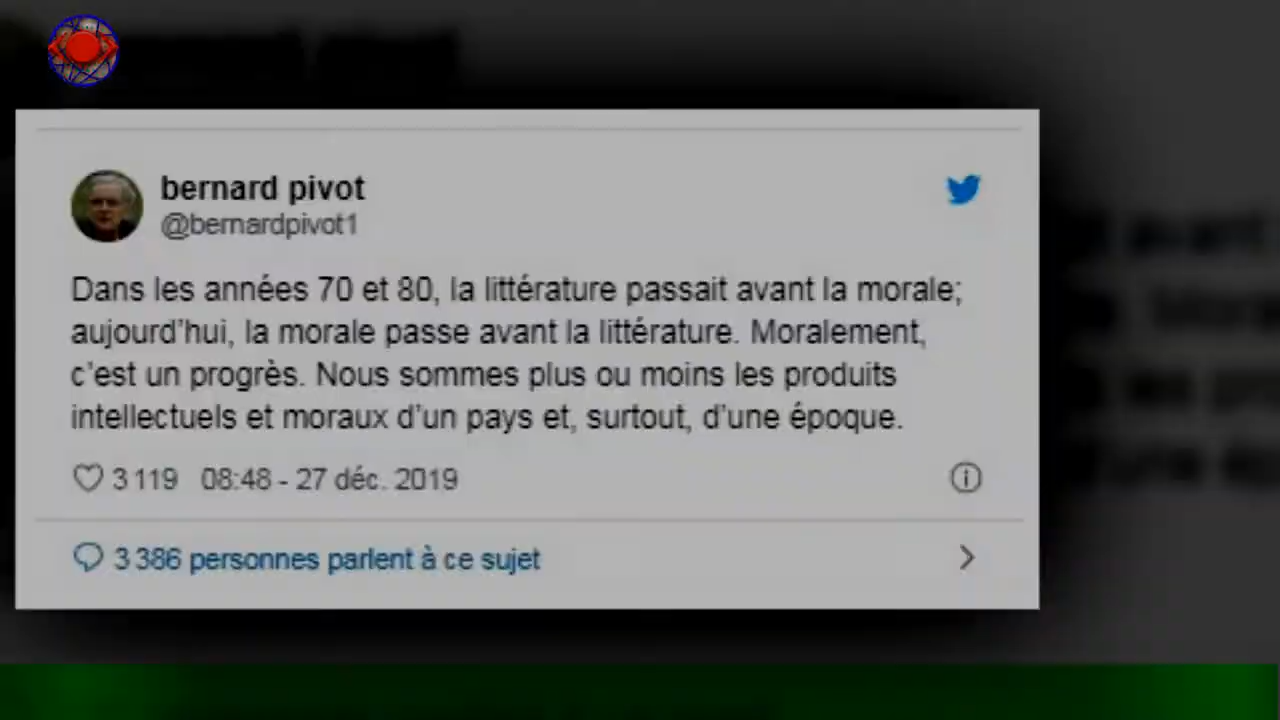 bernard pivot
@bernardpivot1
Dans les années 70 et 80, la littérature passait avant la morale;
aujourd'hui, la morale passe avant la littérature. Moralement,
c'est un progrès. Nous sommes plus ou moins les produits
intellectuels et moraux d'un pays et, surtout, d'une époque.
3 119 08:48 - 27 déc. 2019
3 386 personnes parlent à ce sujet